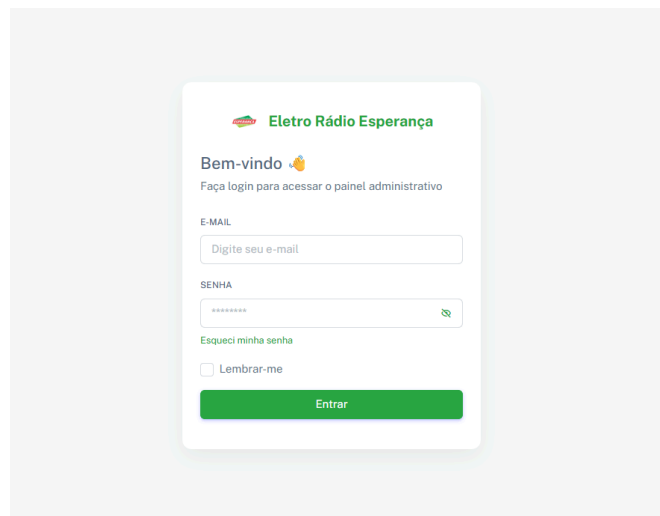 ESPERANÇA
Eletro Rádio Esperança
Bem-vindo 👋
Faça login para acessar o painel administrativo
E-MAIL
Digite seu e-mail
SENHA
********
Esqueci minha senha
Lembrar-me
Entrar